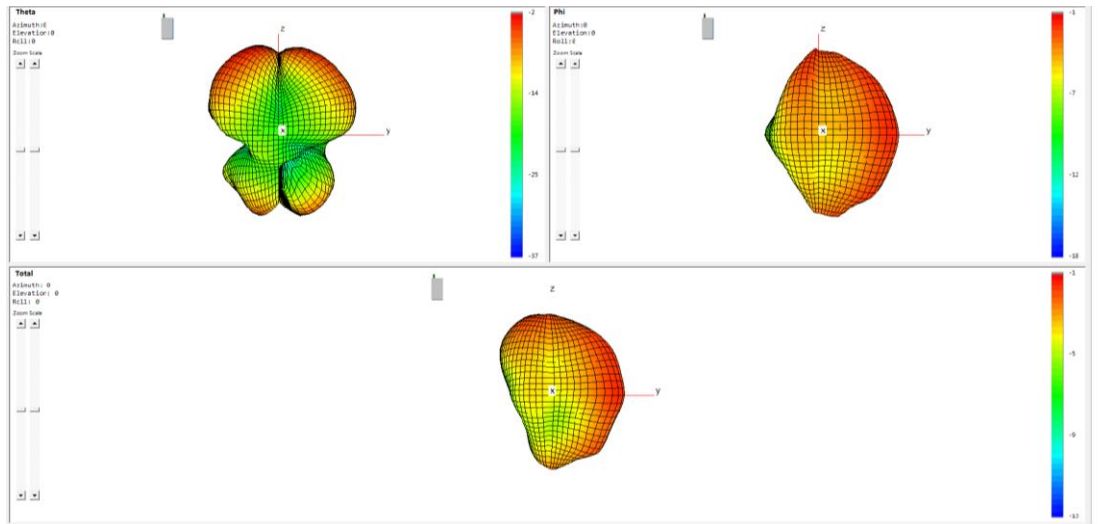 Theta
Azimuth:0
Elevation:0
Roll:0
Zoom Scale
z
x
y
-2
-14
-25
-37
Phi
Azimuth:0
Elevation:0
Roll:0
Zoom Scale
z
x
y
-1
-7
-12
-18
Total
Azimuth: 0
Elevation: 0
Roll: 0
Zoom Scale
z
x
y
-1
-5
-9
-13